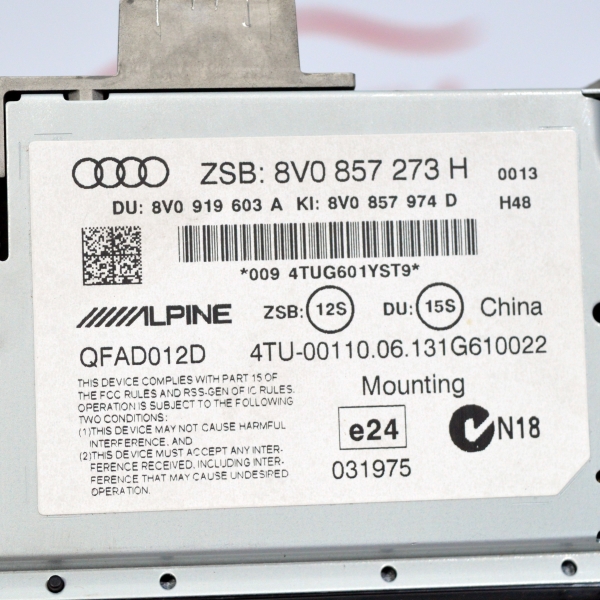 ZSB: 8V0 857 273 H 0013
DU: 8V0 919 603 A KI: 8V0 857 974 D H48
*009 4TUG601YST9*
ALPINE ZSB: 12S DU: 15S China
QFAD012D 4TU-00110.06.131G610022
THIS DEVICE COMPLIES WITH PART 15 OF
THE FCC RULES AND RSS-GEN OF IC RULES.
OPERATION IS SUBJECT TO THE FOLLOWING
TWO CONDITIONS:
(1)THIS DEVICE MAY NOT CAUSE HARMFUL
INTERFERENCE, AND
(2)THIS DEVICE MUST ACCEPT ANY INTER-
FERENCE RECEIVED, INCLUDING INTER-
FERENCE THAT MAY CAUSE UNDESIRED
OPERATION.
Mounting
e24 N18
031975